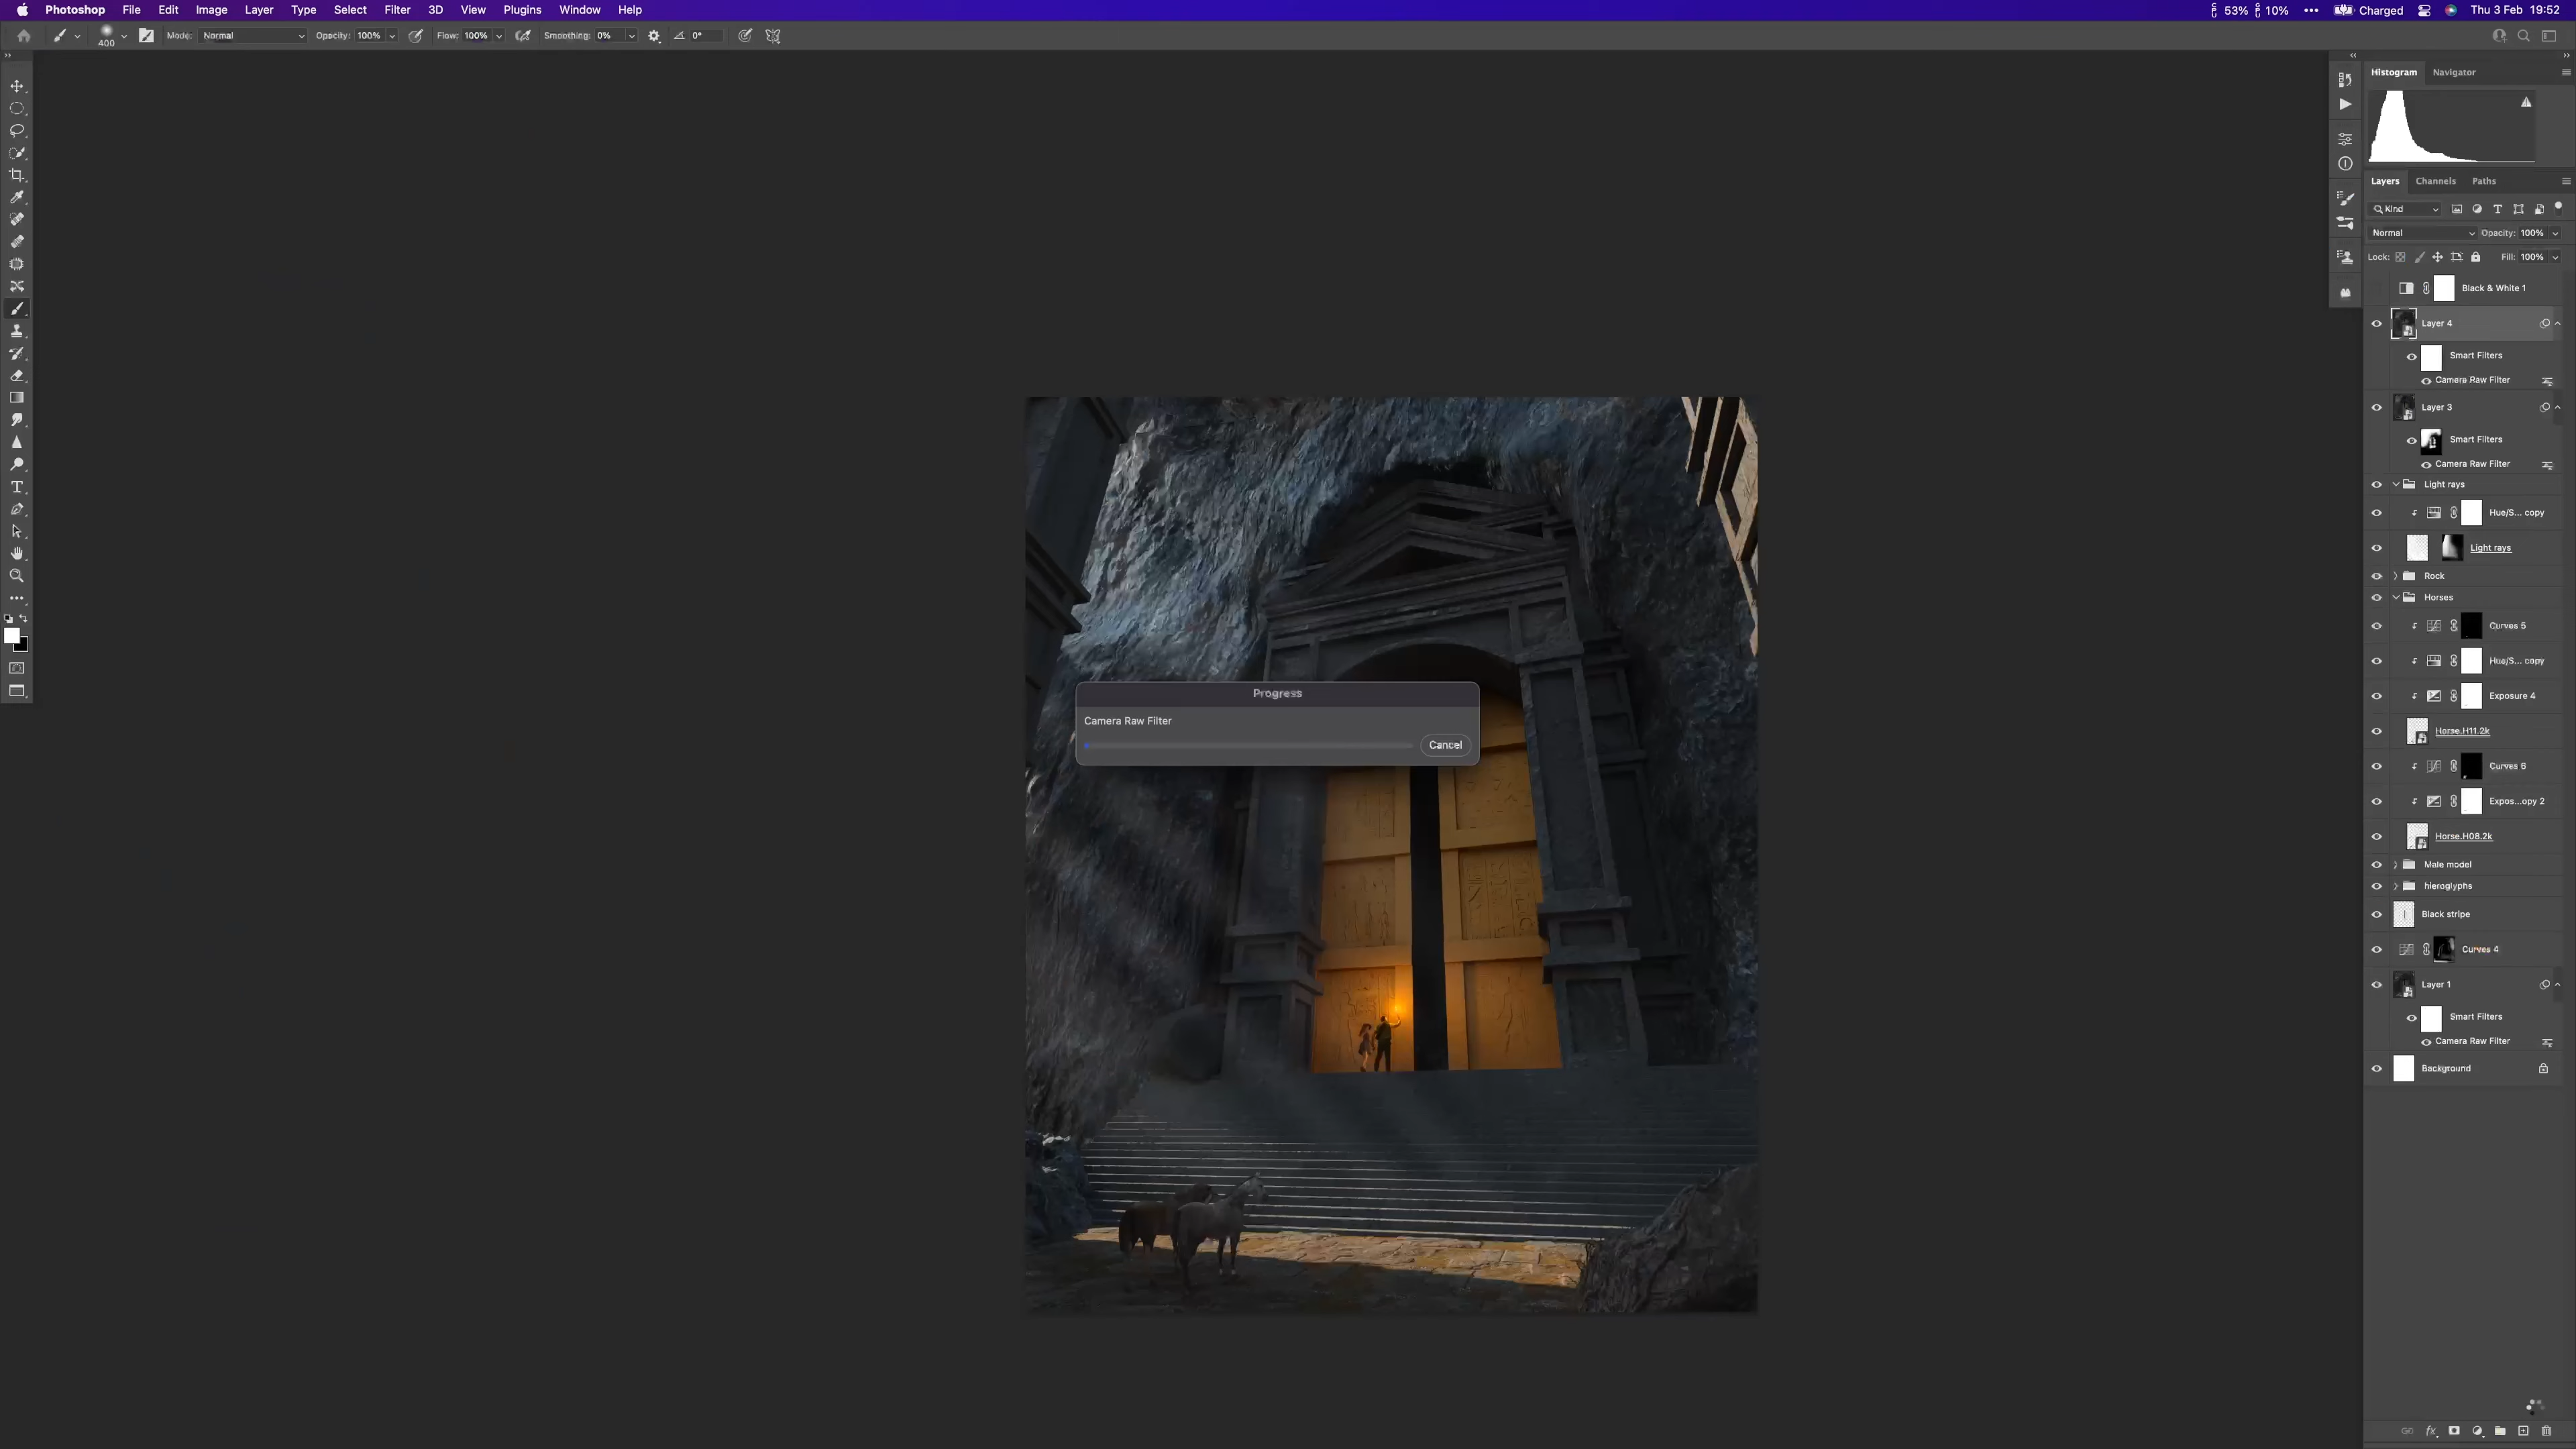 Photoshop File Edit Image Layer Type Select Filter 3D View Plugins Window Help 53% 10% Charged Thu 3 Feb 19:52
400 Mode: Normal Opacity: 100% Flow: 100% Smoothing: 0% 0°
Histogram Navigator
Layers Channels Paths
Kind
Normal Opacity: 100%
Lock: Fill: 100%
Black & White 1
Layer 4
Smart Filters
Camera Raw Filter
Layer 3
Smart Filters
Camera Raw Filter
Light rays
Hue/S... copy
Light rays
Rock
Horses
Curves 5
Hue/S... copy
Exposure 4
Horse.H11.2k
Curves 6
Expos...opy 2
Horse.H08.2k
Male model
hieroglyphs
Black stripe
Curves 4
Layer 1
Smart Filters
Camera Raw Filter
Background
Progress
Camera Raw Filter
Cancel